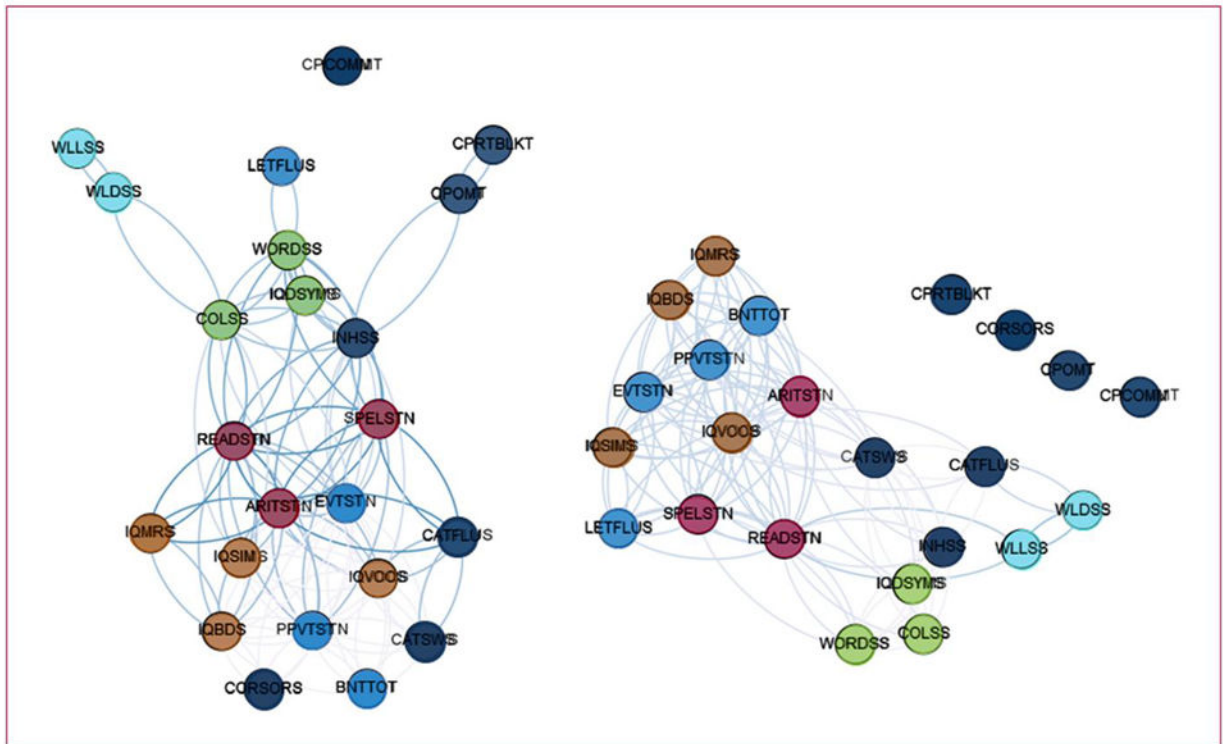 CPCOMMT
WLLSS
WLDSS
LETFLUS
CPRTBLKT
CPOMT
WORDSS
IQDSYMS
COLSS
INHSS
SPELSTN
READSTN
ARITSTN
EVTSTN
IQMRS
IQSIMS
CATFLUS
IQVOCS
IQBDS
PPVTSTN
CATSWS
CORSORS
BNTTOT
IQMRS
IQBDS
BNTTOT
PPVTSTN
EVTSTN
ARITSTN
IQVOCS
IQSIMS
LETFLUS
SPELSTN
READSTN
CPRTBLKT
CORSORS
CPOMT
CPCOMMT
CATSWS
CATFLUS
WLDSS
INHSS
WLLSS
IQDSYMS
COLSS
WORDSS